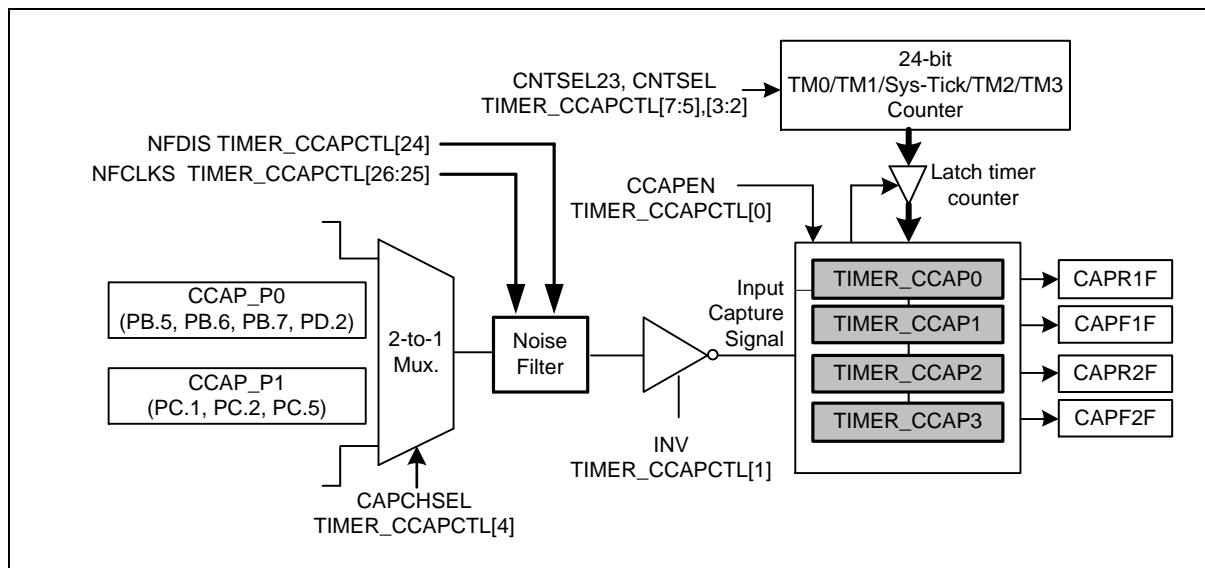 24-bit
TM0/TM1/Sys-Tick/TM2/TM3
Counter
CNTSEL23, CNTSEL
TIMER_CCAPCTL[7:5],[3:2]
NFDIS TIMER_CCAPCTL[24]
NFCLKS TIMER_CCAPCTL[26:25]
CCAPEN
TIMER_CCAPCTL[0]
Latch timer
counter
CCAP_P0
(PB.5, PB.6, PB.7, PD.2)
CCAP_P1
(PC.1, PC.2, PC.5)
2-to-1
Mux.
Noise
Filter
Input
Capture
Signal
TIMER_CCAP0
TIMER_CCAP1
TIMER_CCAP2
TIMER_CCAP3
CAPR1F
CAPF1F
CAPR2F
CAPF2F
INV
TIMER_CCAPCTL[1]
CAPCHSEL
TIMER_CCAPCTL[4]